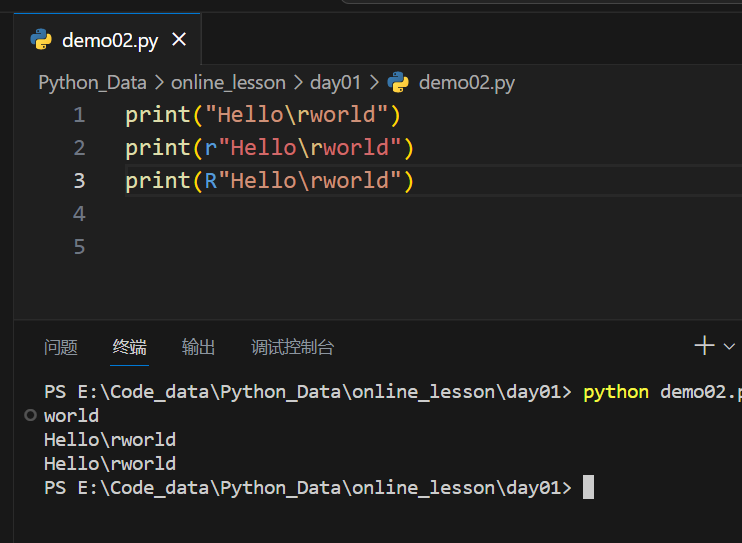 demo02.py ×
Python_Data > online_lesson > day01 > demo02.py
1 print("Hello\rworld")
2 print(r"Hello\rworld")
3 print(R"Hello\rworld")
4
5
问题 终端 输出 调试控制台
PS E:\Code_data\Python_Data\online_lesson\day01> python demo02.p
world
Hello\rworld
Hello\rworld
PS E:\Code_data\Python_Data\online_lesson\day01>